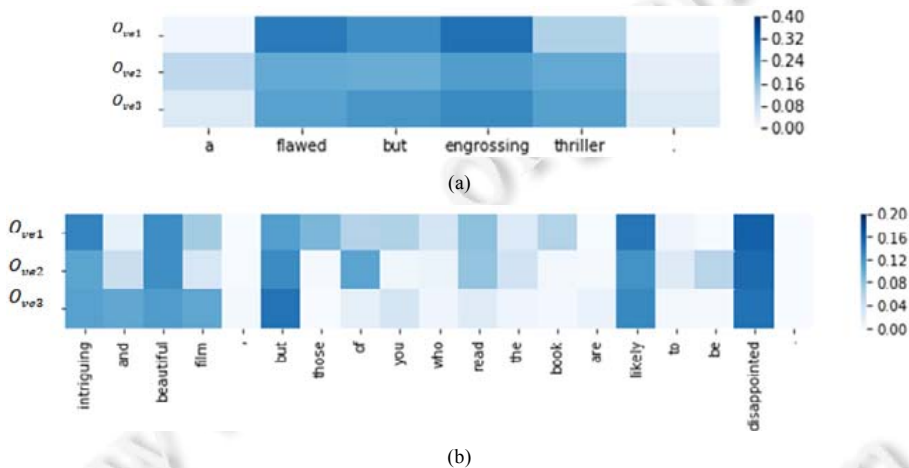 O_ve1
O_ve2
O_ve3
0.40
0.32
0.24
0.16
0.08
0.00
a flawed but engrossing thriller .
(a)
O_ve1
O_ve2
O_ve3
0.20
0.16
0.12
0.08
0.04
0.00
intriguing and beautiful film , but those of you who read the book are likely to be disappointed .
(b)